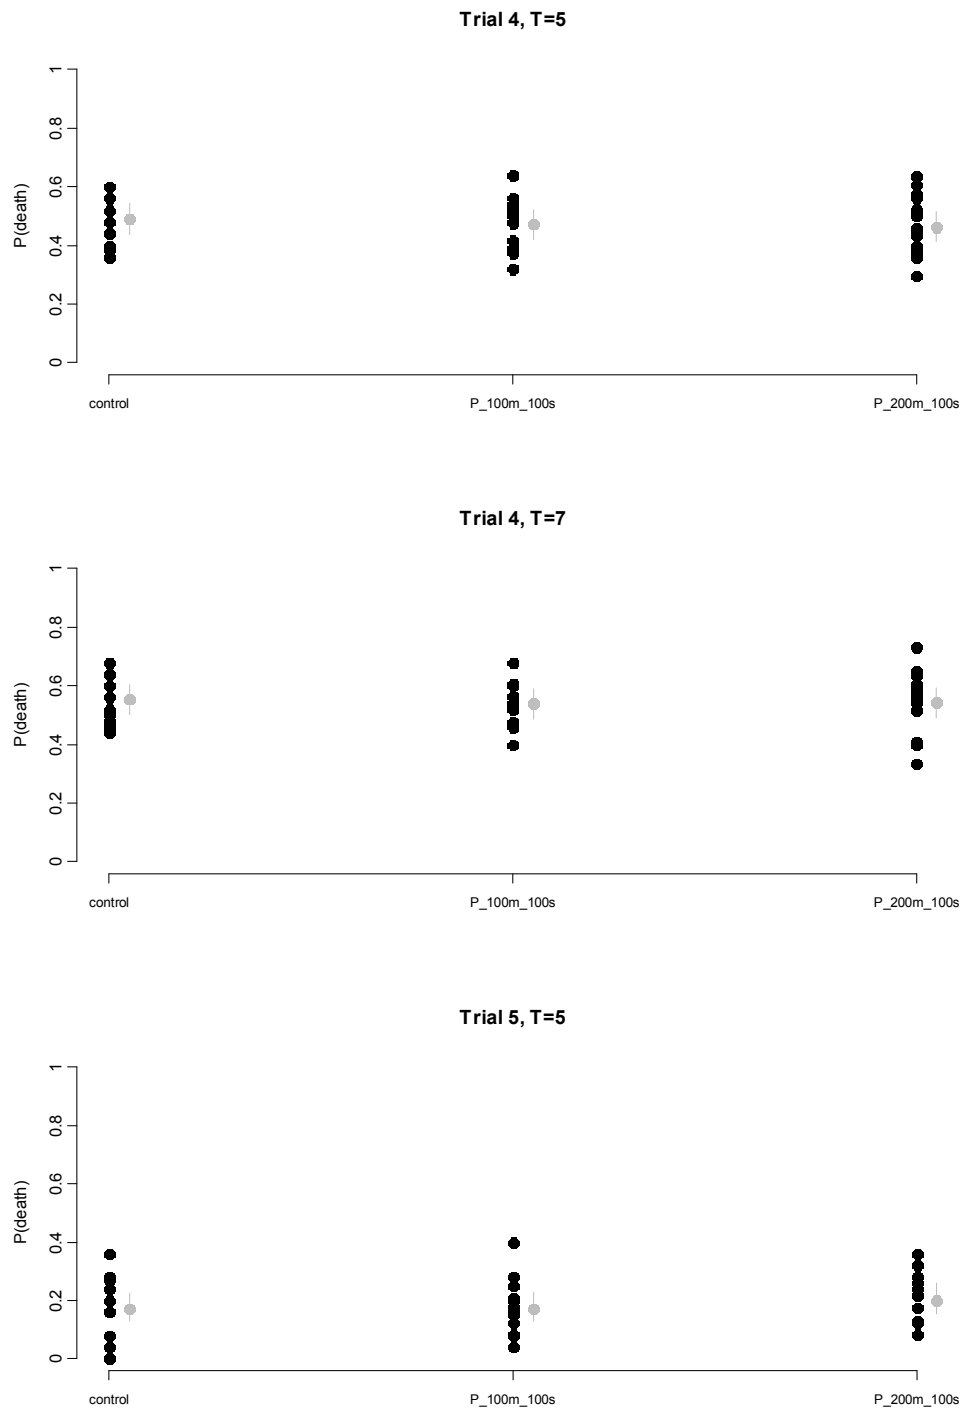 Trial 4, T=5
1
0.8
0.6
0.4
0.2
0
P(death)
control P_100m_100s P_200m_100s
Trial 4, T=7
1
0.8
0.6
0.4
0.2
0
P(death)
control P_100m_100s P_200m_100s
Trial 5, T=5
1
0.8
0.6
0.4
0.2
0
P(death)
control P_100m_100s P_200m_100s